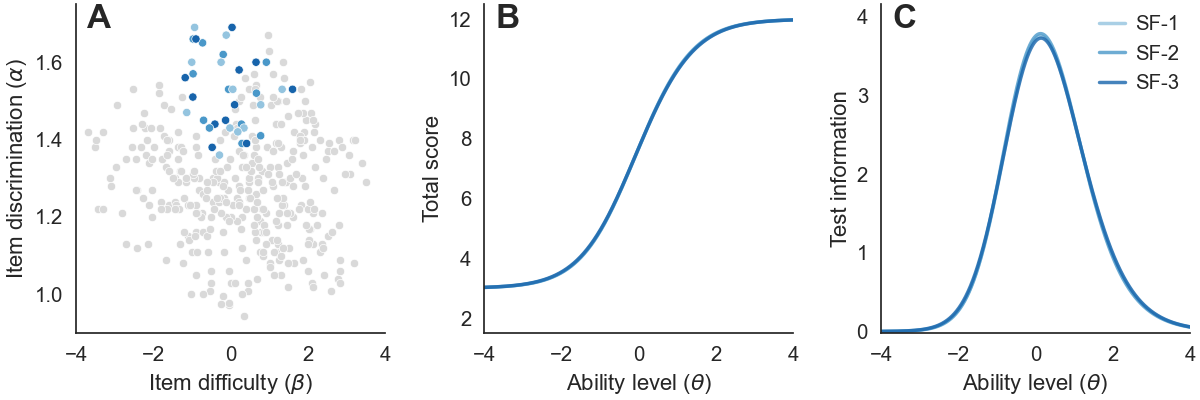 A
Item discrimination (α)
1.6
1.4
1.2
1.0
−4
−2
0
2
4
Item difficulty (β)
B
Total score
12
10
8
6
4
2
−4
−2
0
2
4
Ability level (θ)
C
SF-1
SF-2
SF-3
Test information
4
3
2
1
0
−4
−2
0
2
4
Ability level (θ)